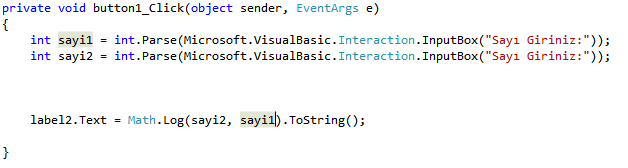 private void button1_Click(object sender, EventArgs e)
{
int sayi1 = int.Parse(Microsoft.VisualBasic.Interaction.InputBox("Sayı Giriniz:"));
int sayi2 = int.Parse(Microsoft.VisualBasic.Interaction.InputBox("Sayı Giriniz:"));
label2.Text = Math.Log(sayi2, sayi1).ToString();
}